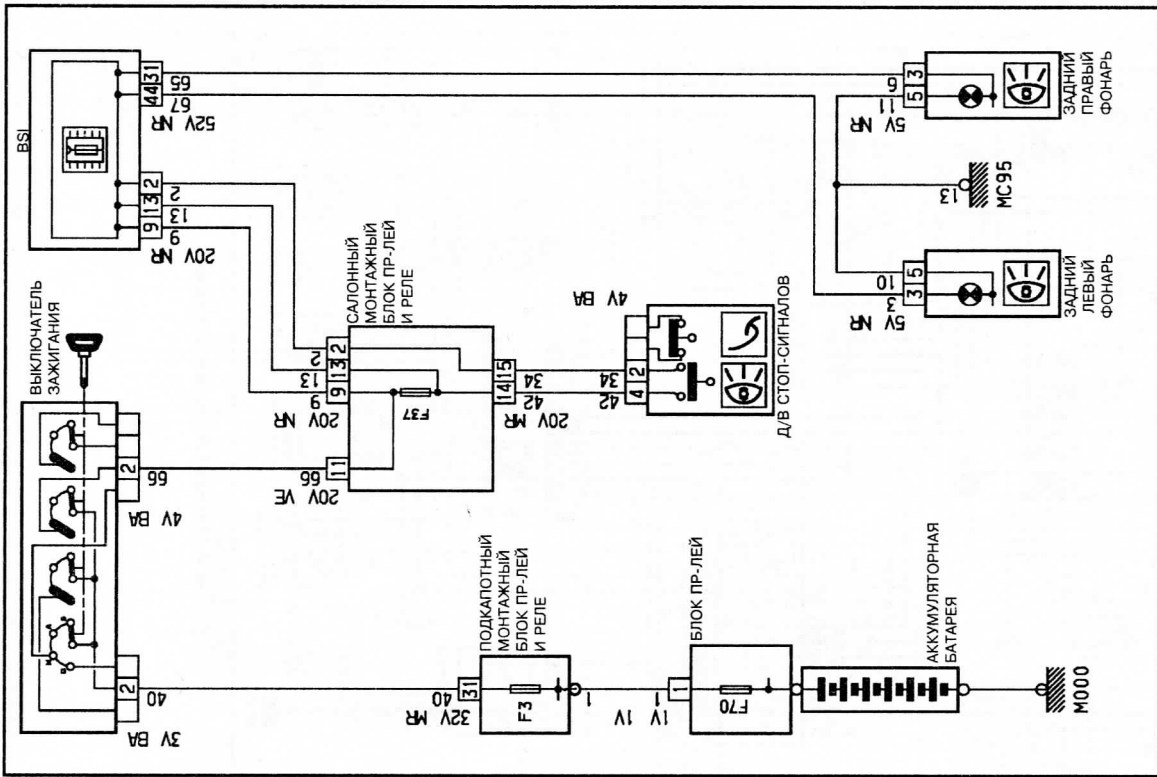 BSI
44 31
67 65
52V NR
9 13 2
9 13 2
20V NR
ВЫКЛЮЧАТЕЛЬ
ЗАЖИГАНИЯ
2
66
4V BA
2
40
3V BA
САЛОННЫЙ
МОНТАЖНЫЙ
БЛОК ПР-ЛЕЙ
И РЕЛЕ
9 13 2
9 13 2
20V NR
11
66
20V VE
F37
14 15
42 34
20V MR
4V BA
42 34
4 2
Д/В СТОП-СИГНАЛОВ
ПОДКАПОТНЫЙ
МОНТАЖНЫЙ
БЛОК ПР-ЛЕЙ
И РЕЛЕ
31
40
32V MR
F3
1
1
1V
1V
БЛОК ПР-ЛЕЙ
1
F70
АККУМУЛЯТОРНАЯ
БАТАРЕЯ
M000
11 6
5 3
5V NR
ЗАДНИЙ
ПРАВЫЙ
ФОНАРЬ
13
MC95
3 10
3 5
5V NR
ЗАДНИЙ
ЛЕВЫЙ
ФОНАРЬ